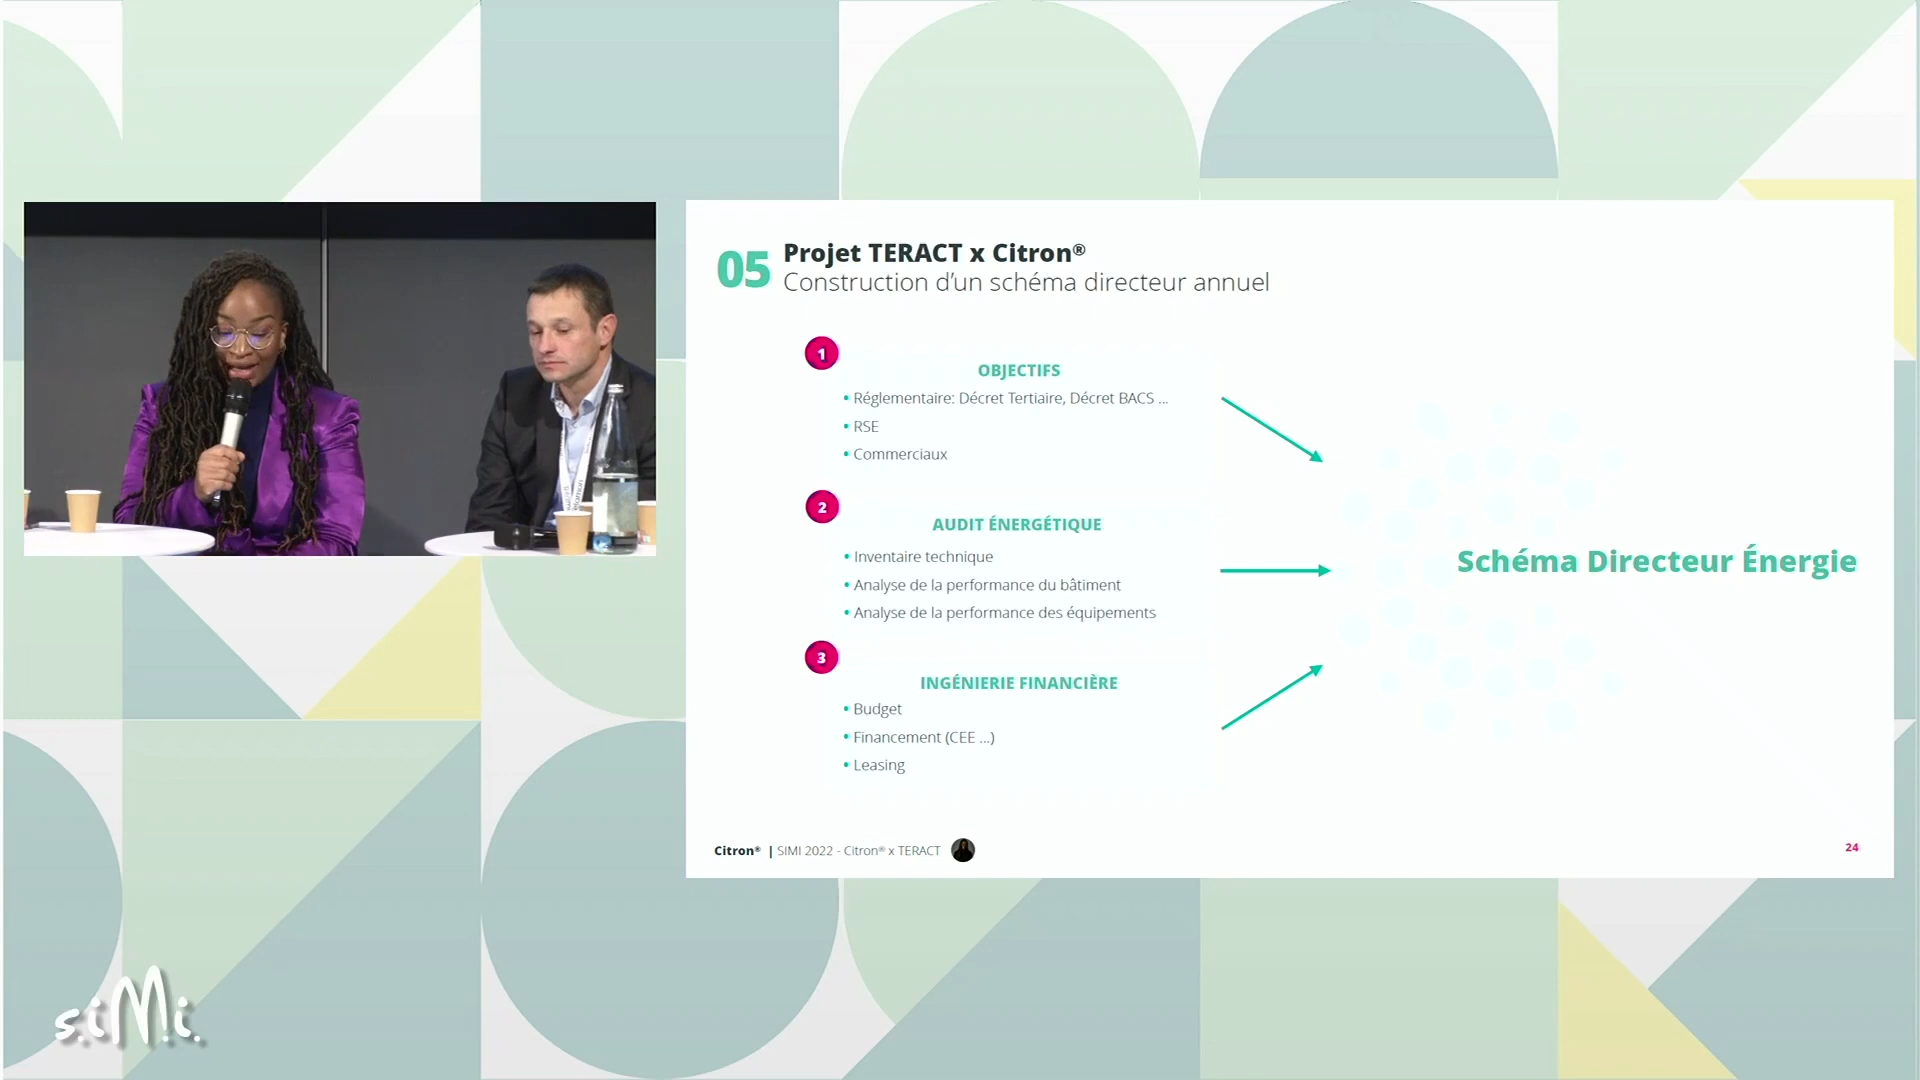 05
Projet TERACT x Citron®
Construction d'un schéma directeur annuel
1
OBJECTIFS
• Réglementaire: Décret Tertiaire, Décret BACS ...
• RSE
• Commerciaux
2
AUDIT ÉNERGÉTIQUE
• Inventaire technique
• Analyse de la performance du bâtiment
• Analyse de la performance des équipements
3
INGÉNIERIE FINANCIÈRE
• Budget
• Financement (CEE ...)
• Leasing
Schéma Directeur Énergie
Citron® | SIMI 2022 - Citron® x TERACT
24
s.iMi.